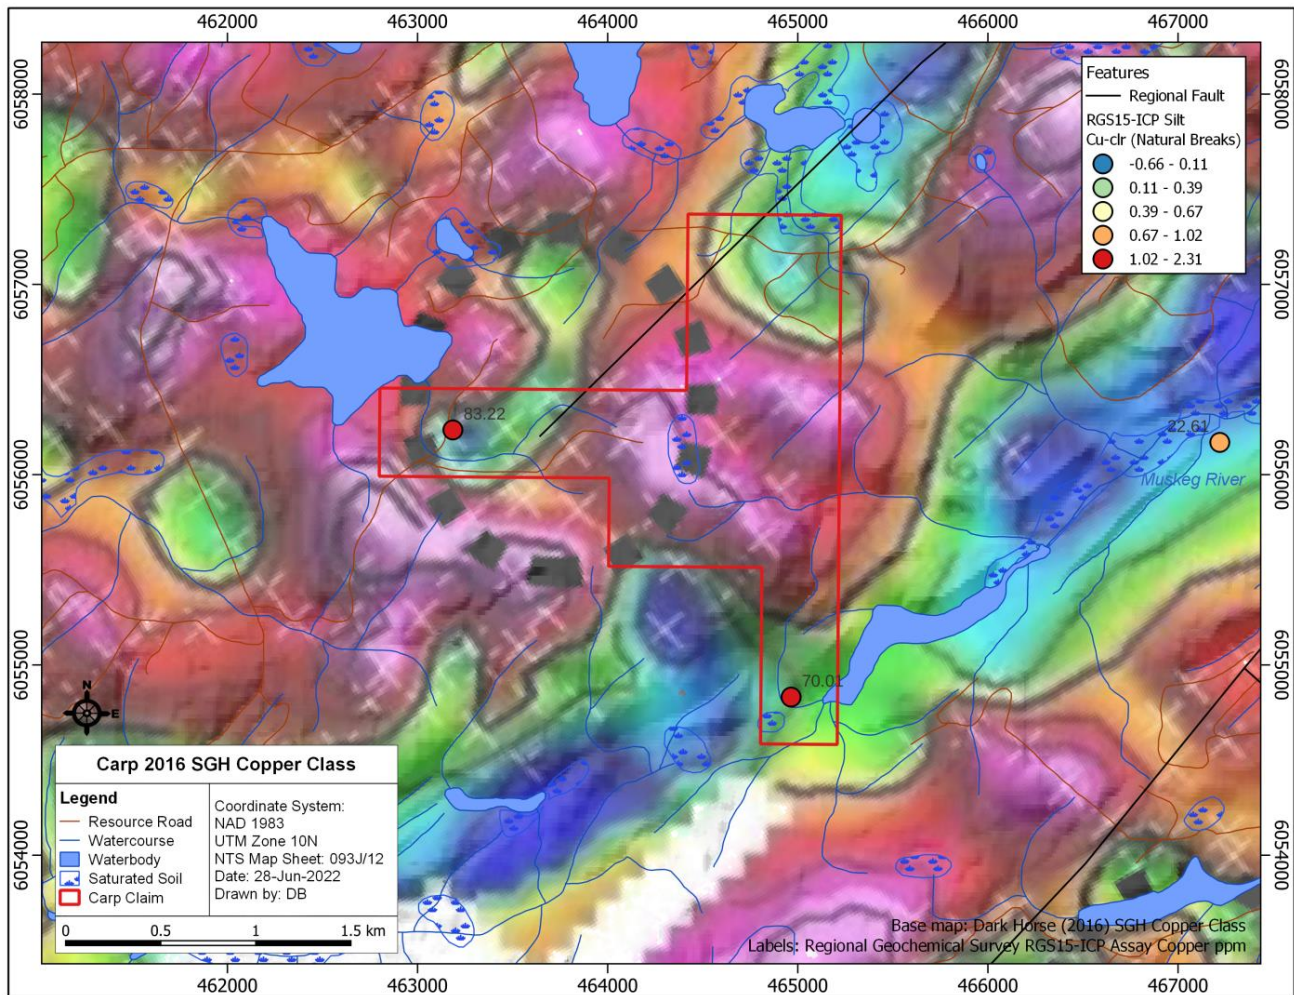 462000 463000 464000 465000 466000 467000
6058000
6057000
6056000
6055000
6054000
6058000
6057000
6056000
6055000
6054000
Features
Regional Fault
RGS15-ICP Silt
Cu-clr (Natural Breaks)
-0.66 - 0.11
0.11 - 0.39
0.39 - 0.67
0.67 - 1.02
1.02 - 2.31
83.22
22.61
Muskeg River
70.01
N
E
Carp 2016 SGH Copper Class
Legend
Resource Road
Watercourse
Waterbody
Saturated Soil
Carp Claim
Coordinate System:
NAD 1983
UTM Zone 10N
NTS Map Sheet: 093J/12
Date: 28-Jun-2022
Drawn by: DB
0 0.5 1 1.5 km
Base map: Dark Horse (2016) SGH Copper Class
Labels: Regional Geochemical Survey RGS15-ICP Assay Copper ppm
462000 463000 464000 465000 466000 467000